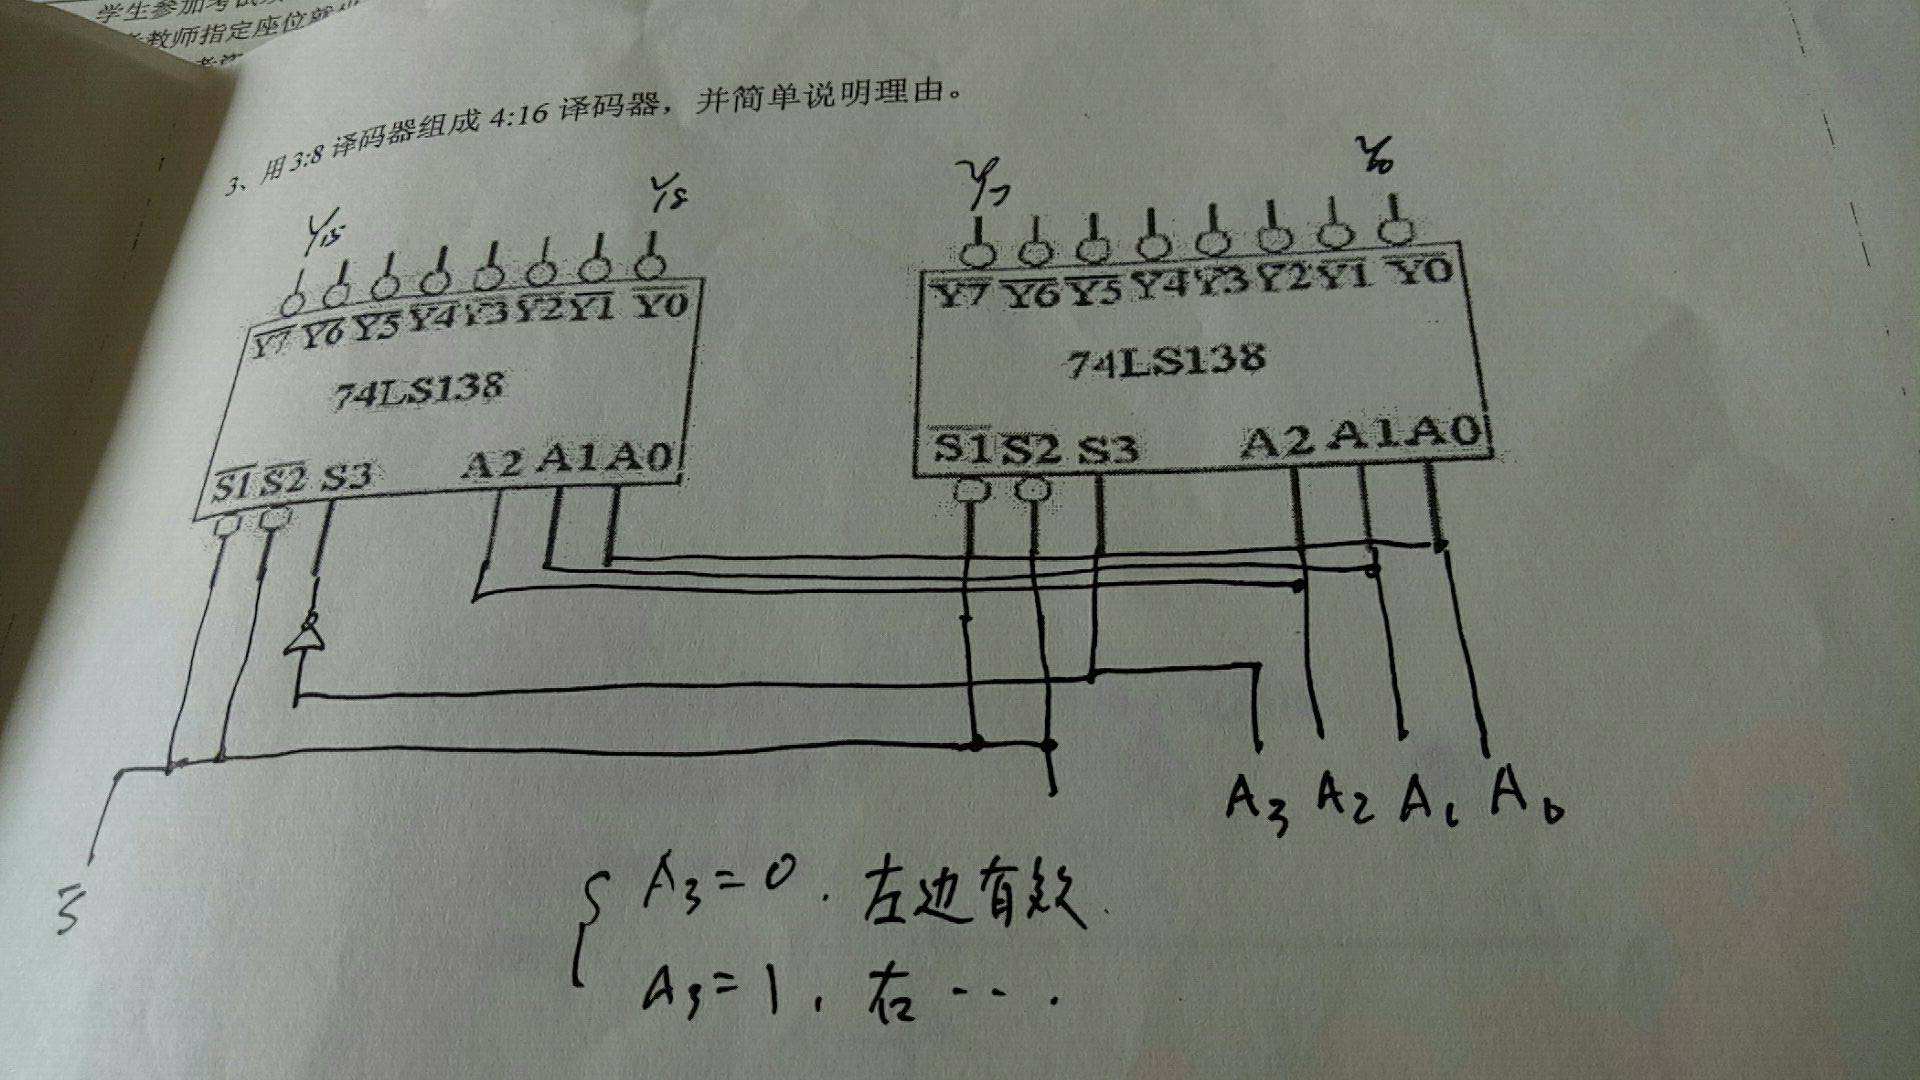 学生参加考试须
教师指定座位就
3、用 3:8 译码器组成 4:16 译码器，并简单说明理由。
Y15 Y8 Y7 Y0
Y7 Y6 Y5 Y4 Y3 Y2 Y1 Y0
74LS138
S1 S2 S3 A2 A1 A0
Y7 Y6 Y5 Y4 Y3 Y2 Y1 Y0
74LS138
S1 S2 S3 A2 A1 A0
A3 A2 A1 A0
S
A3=0. 左边有效.
A3=1, 右 ---.